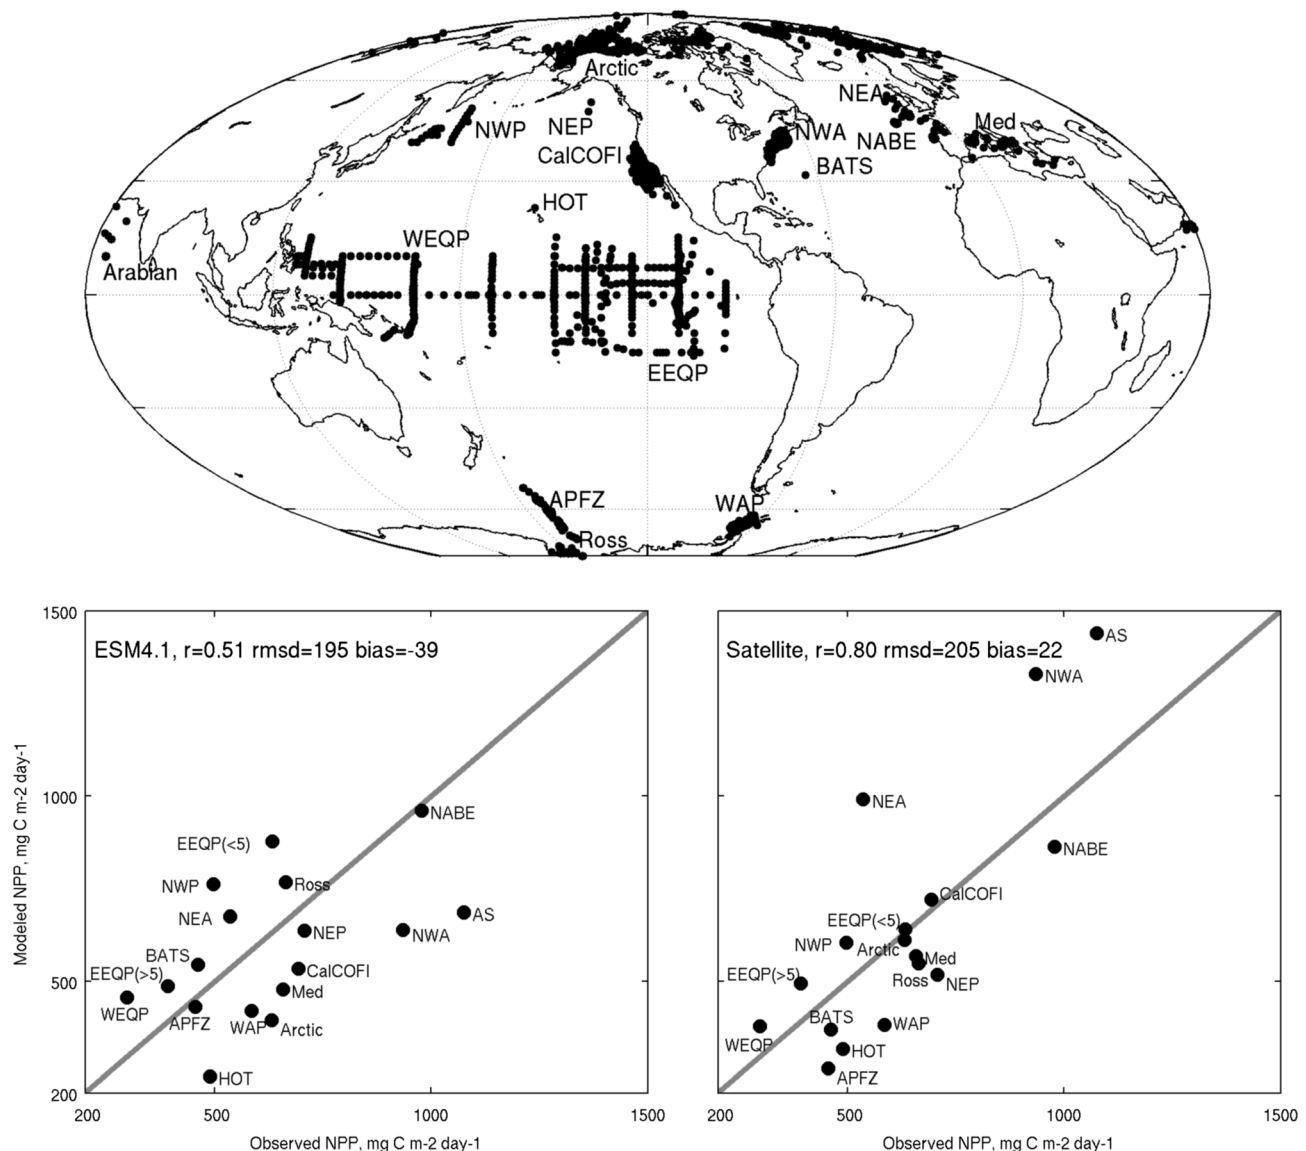 Arctic
NEA
NWP
NEP
NWA
NABE
Med
CalCOFI
BATS
HOT
WEQP
Arabian
EEQP
APFZ
WAP
Ross
1500
1000
500
200
Modeled NPP, mg C m-2 day-1
ESM4.1, r=0.51 rmsd=195 bias=-39
NABE
EEQP(<5)
NWP
Ross
NEA
AS
NEP
NWA
BATS
EEQP(>5)
CalCOFI
Med
WEQP
APFZ
WAP
Arctic
HOT
200
500
1000
1500
Observed NPP, mg C m-2 day-1
Satellite, r=0.80 rmsd=205 bias=22
AS
NWA
NEA
NABE
CalCOFI
EEQP(<5)
NWP
Arctic
Med
EEQP(>5)
Ross
NEP
BATS
WAP
WEQP
HOT
APFZ
200
500
1000
1500
Observed NPP, mg C m-2 day-1